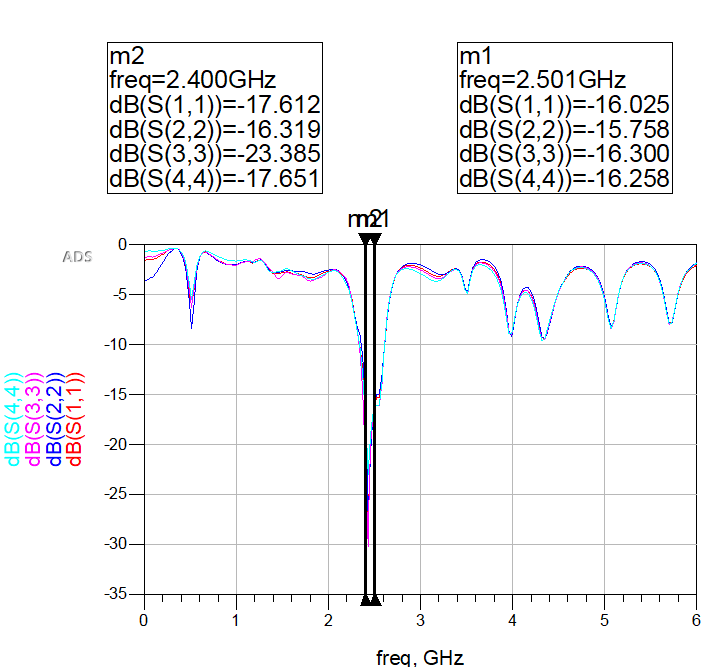 m2
freq=2.400GHz
dB(S(1,1))=-17.612
dB(S(2,2))=-16.319
dB(S(3,3))=-23.385
dB(S(4,4))=-17.651
m1
freq=2.501GHz
dB(S(1,1))=-16.025
dB(S(2,2))=-15.758
dB(S(3,3))=-16.300
dB(S(4,4))=-16.258
m2
m1
ADS
0
-5
-10
-15
-20
-25
-30
-35
dB(S(4,4))
dB(S(3,3))
dB(S(2,2))
dB(S(1,1))
0 1 2 3 4 5 6
freq, GHz